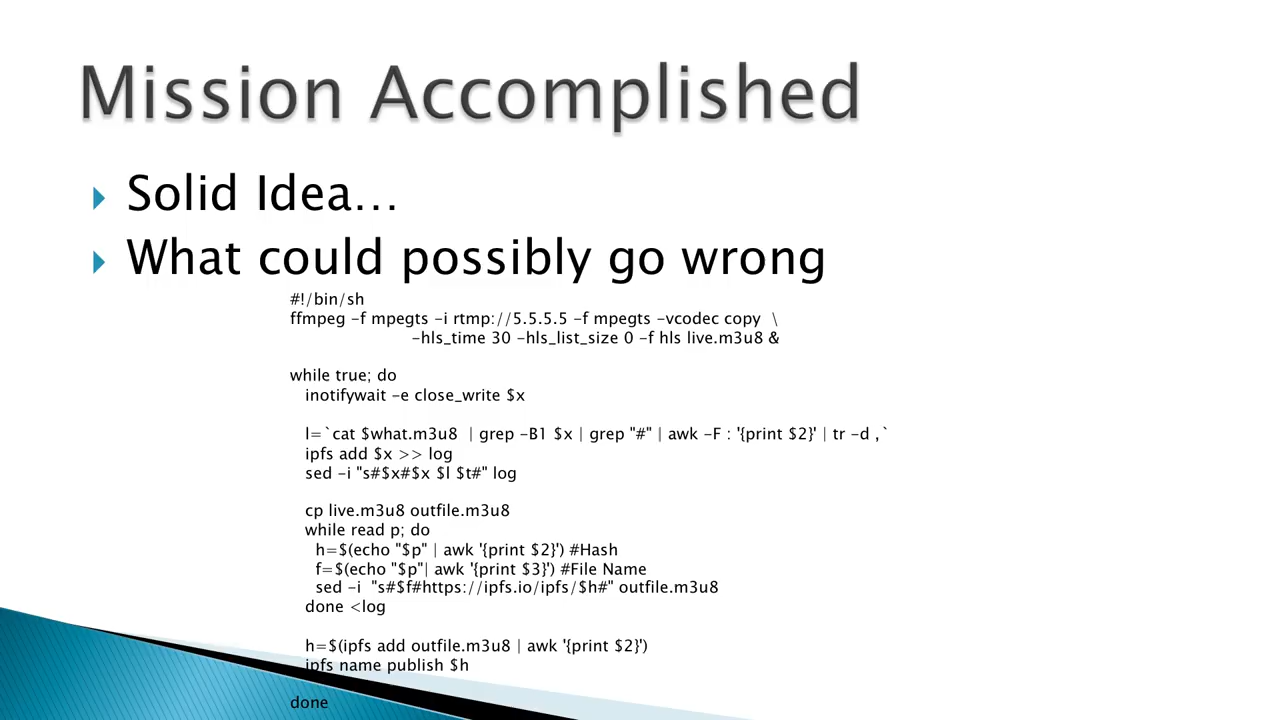 Mission Accomplished
Solid Idea…
What could possibly go wrong
#!/bin/sh
ffmpeg -f mpegts -i rtmp://5.5.5.5 -f mpegts -vcodec copy \
-hls_time 30 -hls_list_size 0 -f hls live.m3u8 &
while true; do
inotifywait -e close_write $x
l=`cat $what.m3u8 | grep -B1 $x | grep "#" | awk -F : '{print $2}' | tr -d ,`
ipfs add $x >> log
sed -i "s#$x#$x $l $t#" log
cp live.m3u8 outfile.m3u8
while read p; do
h=$(echo "$p" | awk '{print $2}') #Hash
f=$(echo "$p"| awk '{print $3}') #File Name
sed -i "s#$f#https://ipfs.io/ipfs/$h#" outfile.m3u8
done <log
h=$(ipfs add outfile.m3u8 | awk '{print $2}')
ipfs name publish $h
done